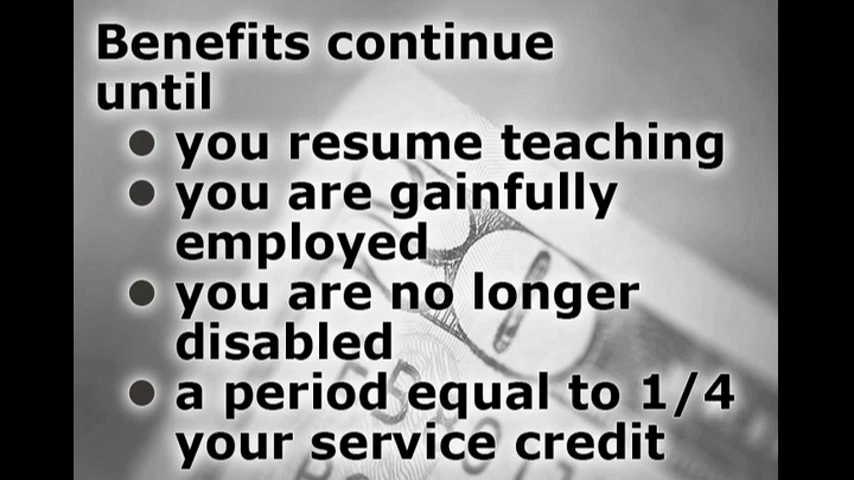 Benefits continue
until
● you resume teaching
● you are gainfully
employed
● you are no longer
disabled
● a period equal to 1/4
your service credit